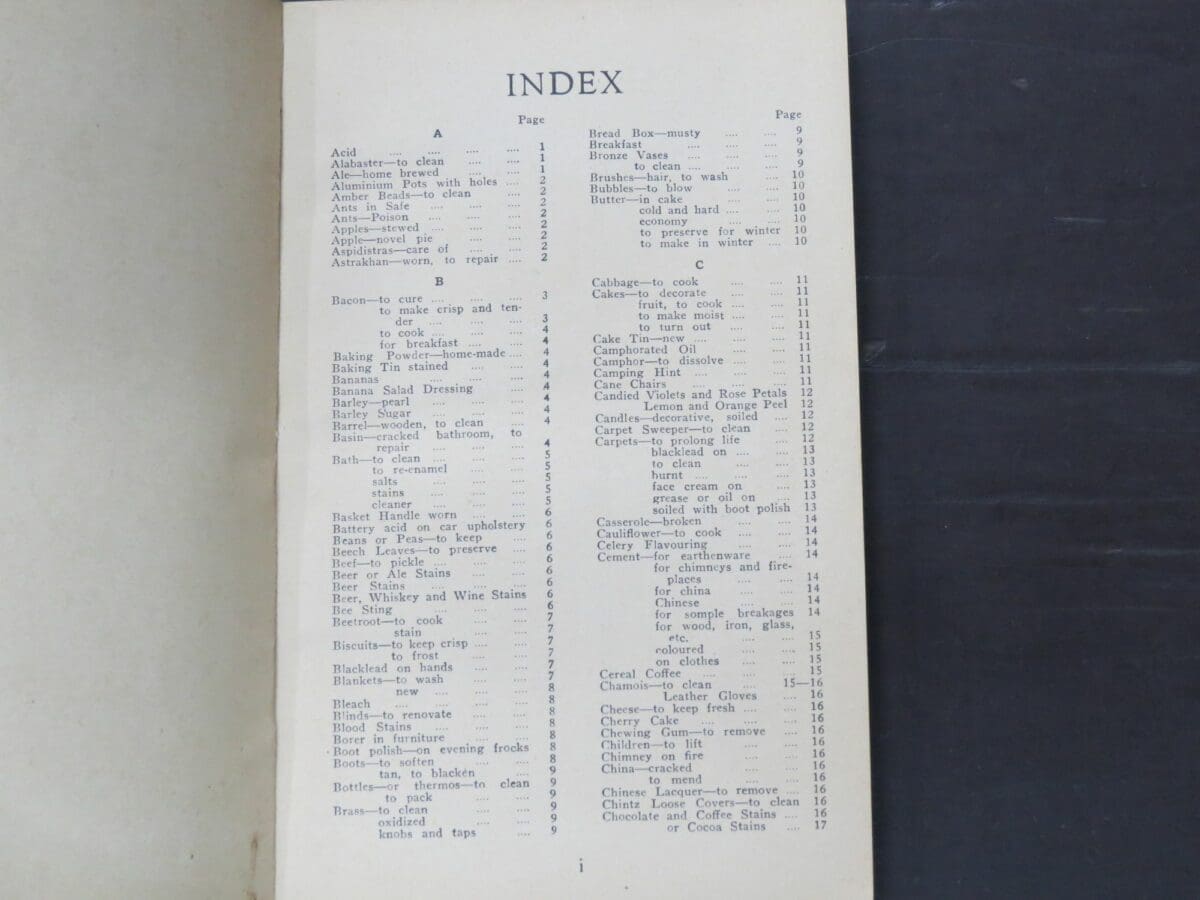 INDEX
Page
A
Acid .... .... .... .... 1
Alabaster—to clean .... .... 1
Ale—home brewed .... .... 1
Aluminium Pots with holes .... 2
Amber Beads—to clean .... 2
Ants in Safe .... .... .... 2
Ants—Poison .... .... .... 2
Apples—stewed .... .... .... 2
Apple—novel pie .... .... 2
Aspidistras—care of .... .... 2
Astrakhan—worn, to repair .... 2
B
Bacon—to cure .... .... .... 3
to make crisp and ten-
der .... .... .... 3
to cook .... .... .... 4
for breakfast .... .... 4
Baking Powder—home-made .... 4
Baking Tin stained .... .... 4
Bananas .... .... .... 4
Banana Salad Dressing .... 4
Barley—pearl .... .... .... 4
Barley Sugar .... .... .... 4
Barrel—wooden, to clean .... 4
Basin—cracked bathroom, to
repair .... .... .... 4
Bath—to clean .... .... .... 5
to re-enamel .... .... 5
salts .... .... .... 5
stains .... .... .... 5
cleaner .... .... .... 5
Basket Handle worn .... .... 6
Battery acid on car upholstery 6
Beans or Peas—to keep .... 6
Beech Leaves—to preserve .... 6
Beef—to pickle .... .... .... 6
Beer or Ale Stains .... .... 6
Beer Stains .... .... .... 6
Beer, Whiskey and Wine Stains 6
Bee Sting .... .... .... 6
Beetroot—to cook .... .... 7
stain .... .... 7
Biscuits—to keep crisp .... .... 7
to frost .... .... 7
Blacklead on hands .... .... 7
Blankets—to wash .... .... 7
new .... .... .... 8
Bleach .... .... .... .... 8
Blinds—to renovate .... .... 8
Blood Stains .... .... .... 8
Borer in furniture .... .... 8
Boot polish—on evening frocks 8
Boots—to soften .... .... 8
tan, to blacken .... 9
Bottles—or thermos—to clean 9
to pack .... .... 9
Brass—to clean .... .... 9
oxidized .... .... 9
knobs and taps .... 9
Page
Bread Box—musty .... .... 9
Breakfast .... .... .... 9
Bronze Vases .... .... .... 9
to clean .... .... .... 9
Brushes—hair, to wash .... 10
Bubbles—to blow .... .... 10
Butter—in cake .... .... 10
cold and hard .... .... 10
economy .... .... 10
to preserve for winter 10
to make in winter .... 10
C
Cabbage—to cook .... .... 11
Cakes—to decorate .... .... 11
fruit, to cook .... .... 11
to make moist .... .... 11
to turn out .... .... 11
Cake Tin—new .... .... .... 11
Camphorated Oil .... .... 11
Camphor—to dissolve .... .... 11
Camping Hint .... .... .... 11
Cane Chairs .... .... .... 11
Candied Violets and Rose Petals 12
Lemon and Orange Peel 12
Candles—decorative, soiled .... 12
Carpet Sweeper—to clean .... 12
Carpets—to prolong life .... 12
blacklead on .... .... 13
to clean .... .... 13
burnt .... .... .... 13
face cream on .... 13
grease or oil on .... 13
soiled with boot polish 13
Casserole—broken .... .... 14
Cauliflower—to cook .... .... 14
Celery Flavouring .... .... 14
Cement—for earthenware .... 14
for chimneys and fire-
places .... .... 14
for china .... .... 14
Chinese .... .... 14
for somple breakages 14
for wood, iron, glass,
etc. .... .... 15
coloured .... .... 15
on clothes .... .... 15
Cereal Coffee .... .... .... 15
Chamois—to clean .... 15—16
Leather Gloves .... 16
Cheese—to keep fresh .... .... 16
Cherry Cake .... .... .... 16
Chewing Gum—to remove .... 16
Children—to lift .... .... 16
Chimney on fire .... .... 16
China—cracked .... .... 16
to mend .... .... 16
Chinese Lacquer—to remove .... 16
Chintz Loose Covers—to clean 16
Chocolate and Coffee Stains .... 16
or Cocoa Stains .... 17
i